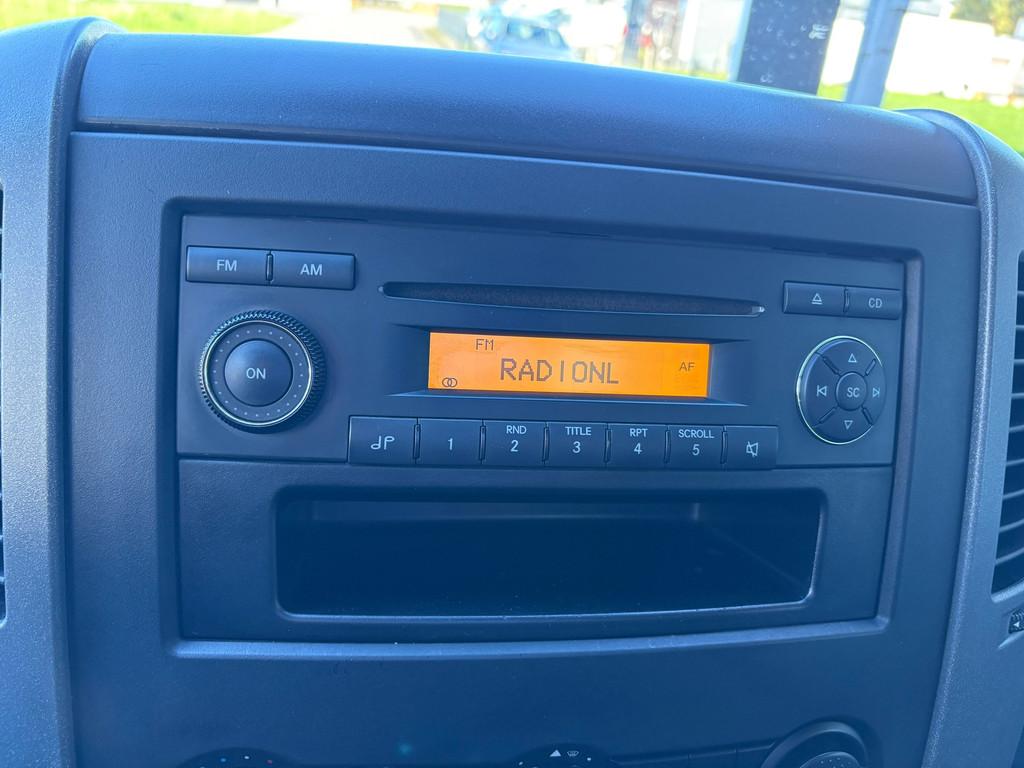 FM AM
CD
ON
FM
RADIONL
AF
SC
1
RND
2
TITLE
3
RPT
4
SCROLL
5